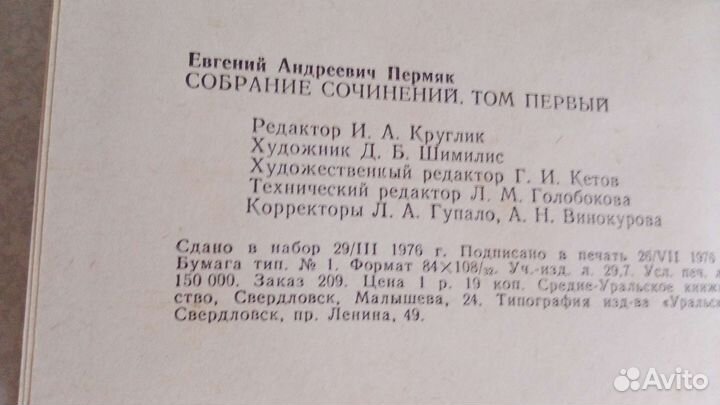 Евгений Андреевич Пермяк
СОБРАНИЕ СОЧИНЕНИЙ. ТОМ ПЕРВЫЙ
Редактор И. А. Круглик
Художник Д. Б. Шимилис
Художественный редактор Г. И. Кетов
Технический редактор Л. М. Голобокова
Корректоры Л. А. Гупало, А. Н. Винокурова
Сдано в набор 29/III 1976 г. Подписано в печать 26/VII 1976
Бумага тип. № 1. Формат 84×108/32. Уч.-изд. л. 29,7. Усл. печ. л
150 000. Заказ 209. Цена 1 р. 19 коп. Средне-Уральское книж
ство, Свердловск, Малышева, 24. Типография изд-ва «Уральск
Свердловск, пр. Ленина, 49.
Avito